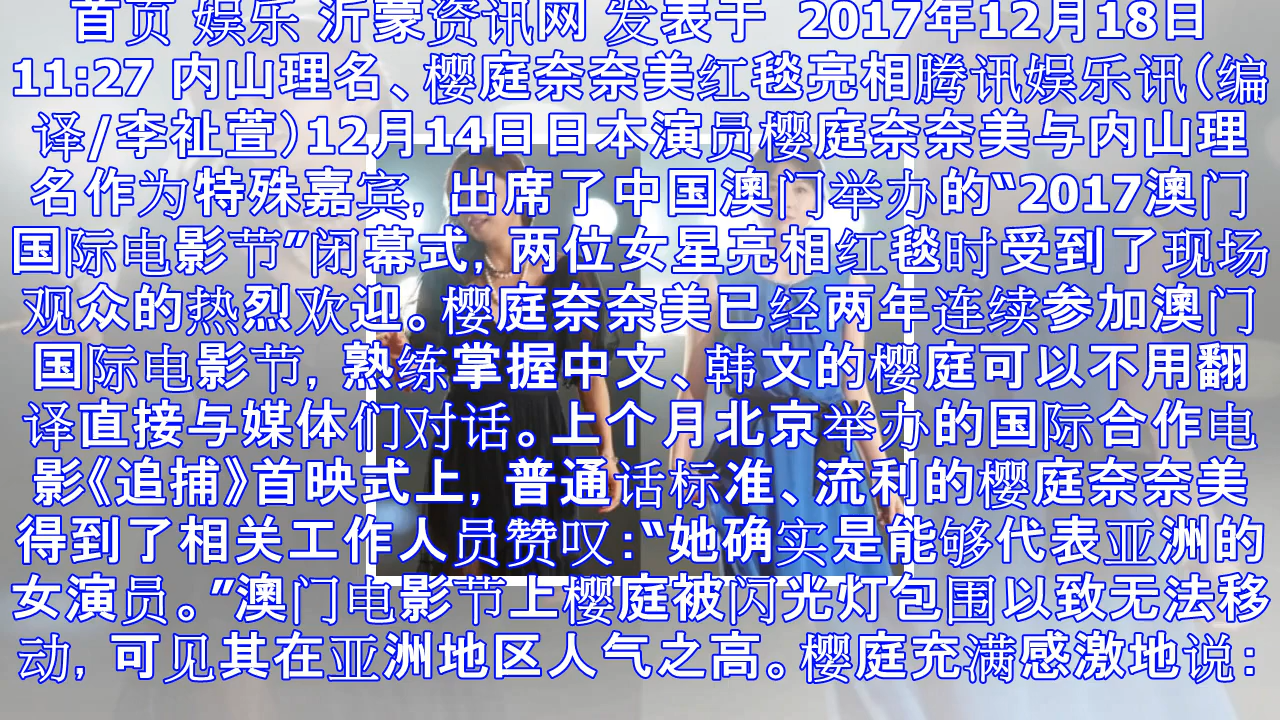 首页 娱乐 沂蒙资讯网 发表于 2017年12月18日
11:27 内山理名、樱庭奈奈美红毯亮相腾讯娱乐讯(编
译/李祉萱)12月14日日本演员樱庭奈奈美与内山理
名作为特殊嘉宾, 出席了中国澳门举办的“2017澳门
国际电影节”闭幕式, 两位女星亮相红毯时受到了现场
观众的热烈欢迎。樱庭奈奈美已经两年连续参加澳门
国际电影节, 熟练掌握中文、韩文的樱庭可以不用翻
译直接与媒体们对话。上个月北京举办的国际合作电
影《追捕》首映式上, 普通话标准、流利的樱庭奈奈美
得到了相关工作人员赞叹:“她确实是能够代表亚洲的
女演员。”澳门电影节上樱庭被闪光灯包围以致无法移
动, 可见其在亚洲地区人气之高。樱庭充满感激地说: